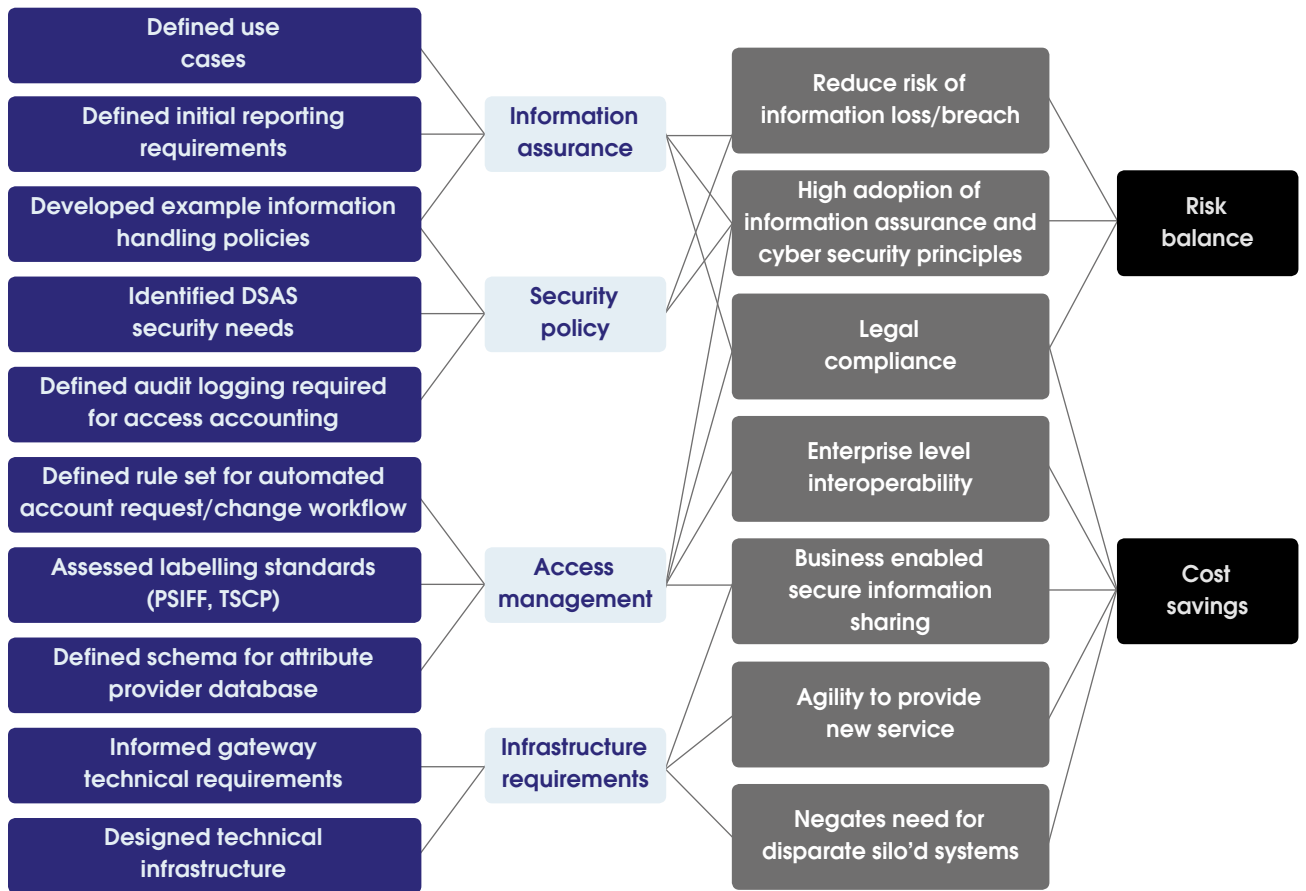 Defined use
cases
Defined initial reporting
requirements
Developed example information
handling policies
Identified DSAS
security needs
Defined audit logging required
for access accounting
Defined rule set for automated
account request/change workflow
Assessed labelling standards
(PSIFF, TSCP)
Defined schema for attribute
provider database
Informed gateway
technical requirements
Designed technical
infrastructure
Information
assurance
Security
policy
Access
management
Infrastructure
requirements
Reduce risk of
information loss/breach
High adoption of
information assurance and
cyber security principles
Legal
compliance
Enterprise level
interoperability
Business enabled
secure information
sharing
Agility to provide
new service
Negates need for
disparate silo’d systems
Risk
balance
Cost
savings